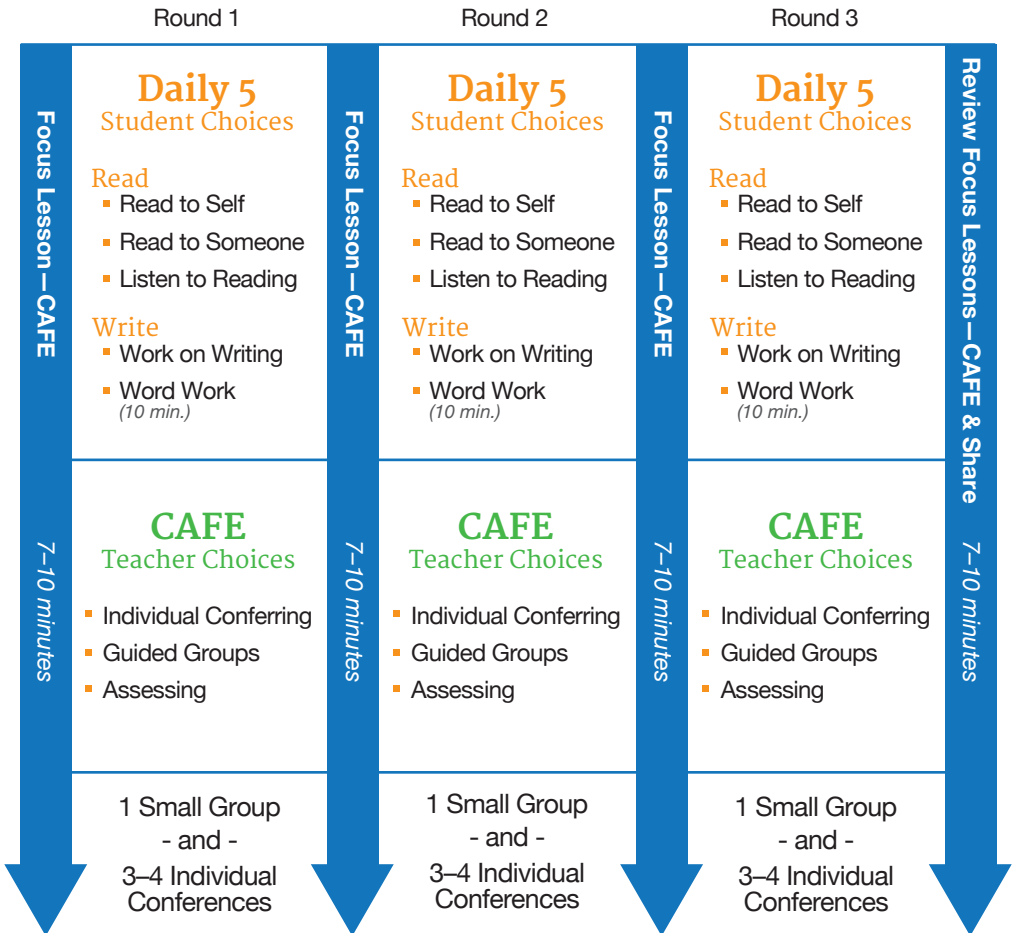 Round 1
Round 2
Round 3
Focus Lesson—CAFE
7–10 minutes
Daily 5
Student Choices
Read
Read to Self
Read to Someone
Listen to Reading
Write
Work on Writing
Word Work
(10 min.)
CAFE
Teacher Choices
Individual Conferring
Guided Groups
Assessing
1 Small Group
- and -
3–4 Individual
Conferences
Focus Lesson—CAFE
7–10 minutes
Daily 5
Student Choices
Read
Read to Self
Read to Someone
Listen to Reading
Write
Work on Writing
Word Work
(10 min.)
CAFE
Teacher Choices
Individual Conferring
Guided Groups
Assessing
1 Small Group
- and -
3–4 Individual
Conferences
Focus Lesson—CAFE
7–10 minutes
Daily 5
Student Choices
Read
Read to Self
Read to Someone
Listen to Reading
Write
Work on Writing
Word Work
(10 min.)
CAFE
Teacher Choices
Individual Conferring
Guided Groups
Assessing
1 Small Group
- and -
3–4 Individual
Conferences
Review Focus Lessons—CAFE & Share
7–10 minutes